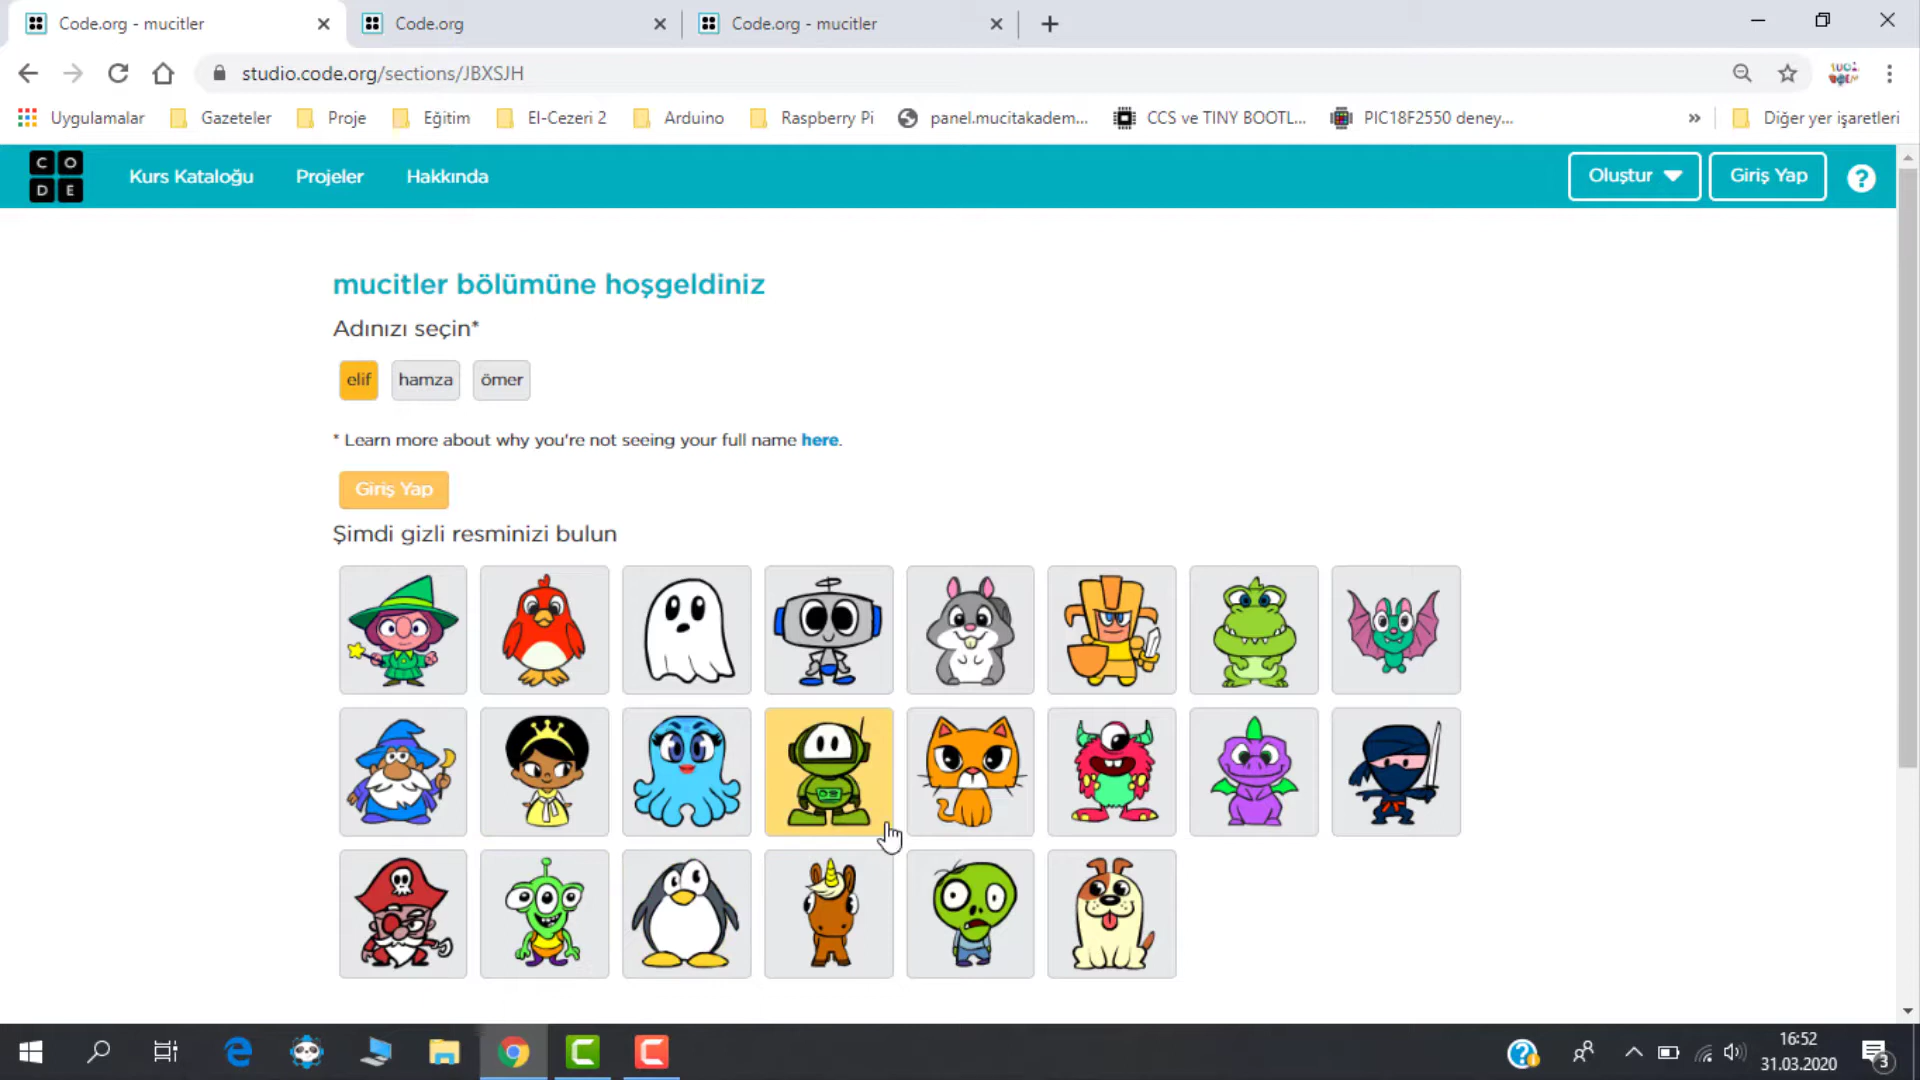 Code.org - mucitler
Code.org
Code.org - mucitler
studio.code.org/sections/JBXSJH
Uygulamalar
Gazeteler
Proje
Eğitim
El-Cezeri 2
Arduino
Raspberry Pi
panel.mucitakadem...
CCS ve TINY BOOTL...
PIC18F2550 deney...
Diğer yer işaretleri
C O
D E
Kurs Kataloğu
Projeler
Hakkında
Oluştur
Giriş Yap
?
mucitler bölümüne hoşgeldiniz
Adınızı seçin*
elif
hamza
ömer
* Learn more about why you're not seeing your full name here.
Giriş Yap
Şimdi gizli resminizi bulun
16:52
31.03.2020
3